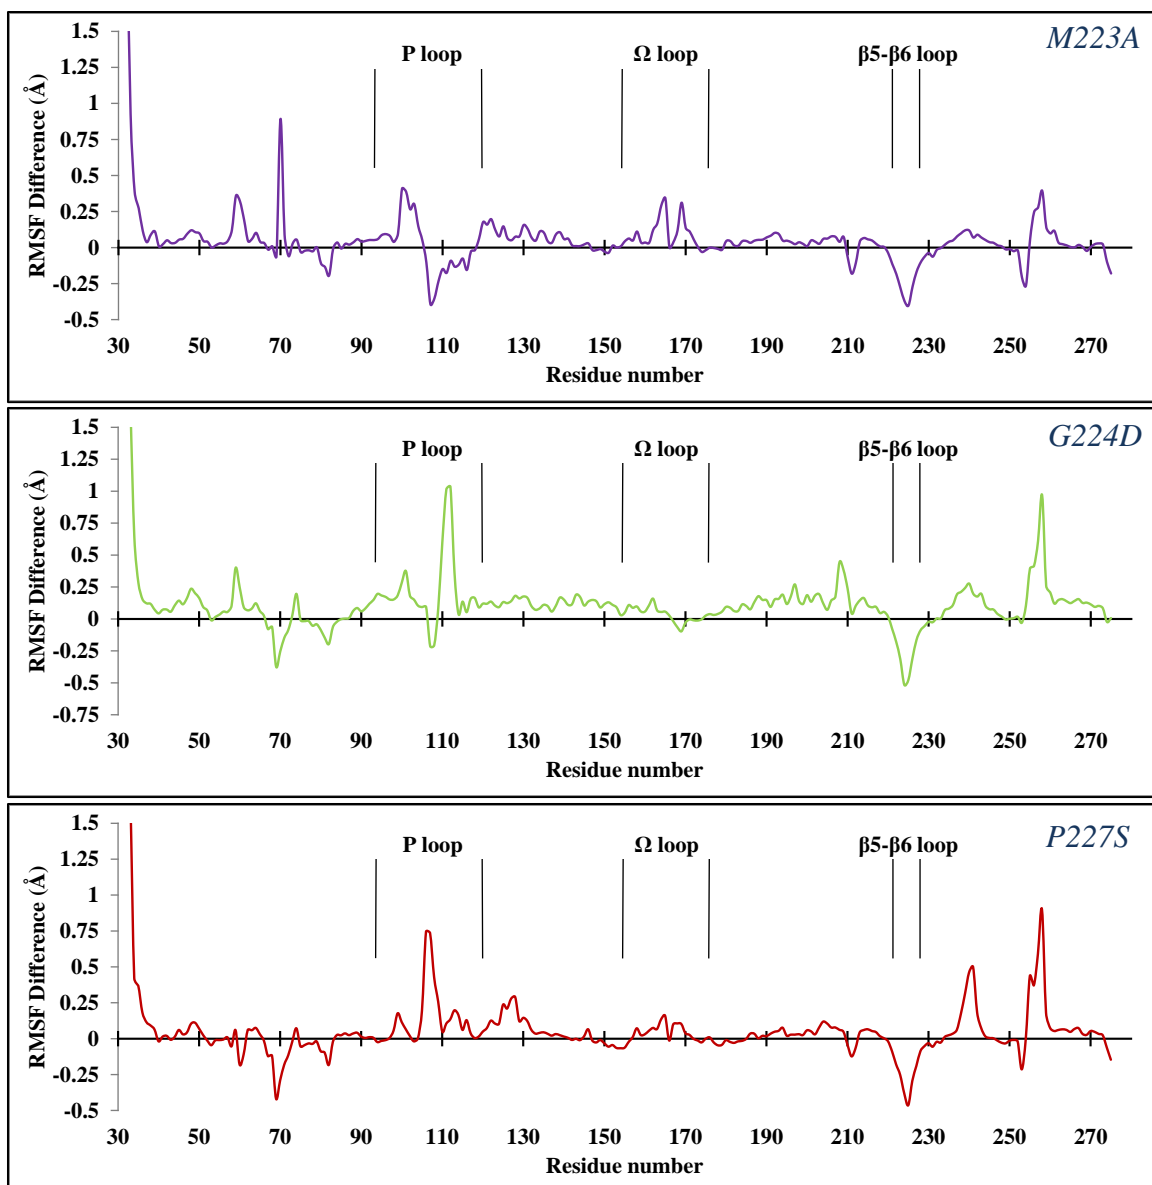 M223A
P loop Ω loop β5-β6 loop
RMSF Difference (Å)
1.5
1.25
1
0.75
0.5
0.25
0
-0.25
-0.5
30 50 70 90 110 130 150 170 190 210 230 250 270
Residue number
G224D
P loop Ω loop β5-β6 loop
RMSF Difference (Å)
1.5
1.25
1
0.75
0.5
0.25
0
-0.25
-0.5
-0.75
30 50 70 90 110 130 150 170 190 210 230 250 270
Residue number
P227S
P loop Ω loop β5-β6 loop
RMSF Difference (Å)
1.5
1.25
1
0.75
0.5
0.25
0
-0.25
-0.5
30 50 70 90 110 130 150 170 190 210 230 250 270
Residue number